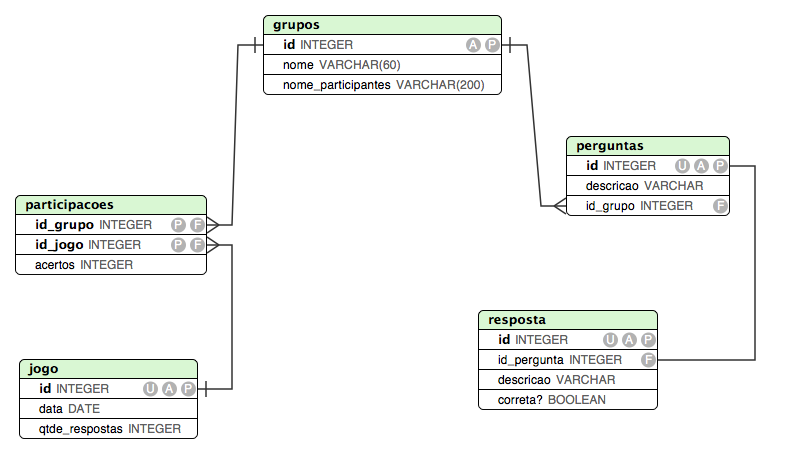 grupos
id INTEGER A P
nome VARCHAR(60)
nome_participantes VARCHAR(200)
perguntas
id INTEGER U A P
descricao VARCHAR
id_grupo INTEGER F
participacoes
id_grupo INTEGER P F
id_jogo INTEGER P F
acertos INTEGER
resposta
id INTEGER U A P
id_pergunta INTEGER F
descricao VARCHAR
correta? BOOLEAN
jogo
id INTEGER U A P
data DATE
qtde_respostas INTEGER